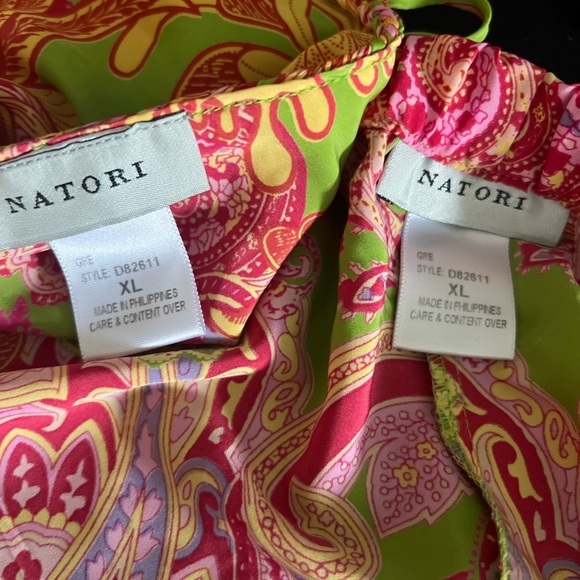 NATORI
GRE
STYLE: D82611
XL
MADE IN PHILIPPINES
CARE & CONTENT OVER
NATORI
GRE
STYLE: D82611
XL
MADE IN PHILIPPINES
CARE & CONTENT OVER